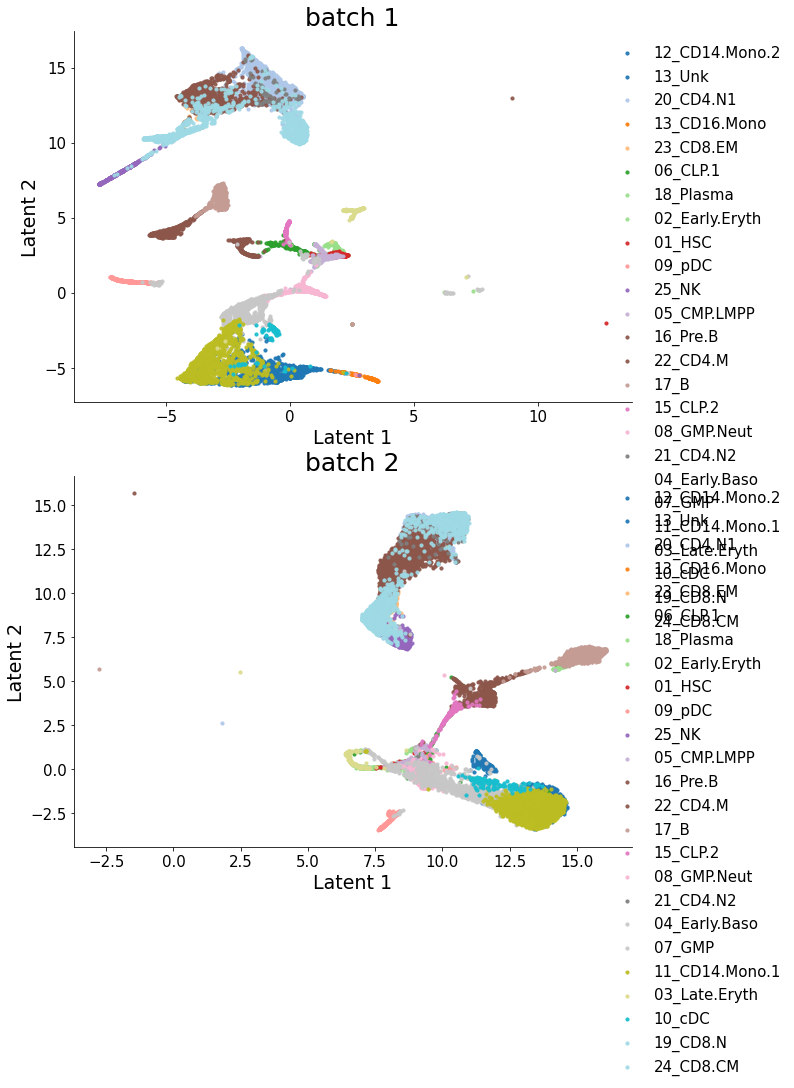 batch 1
Latent 2
15
10
5
0
−5
−5
0
5
10
Latent 1
12_CD14.Mono.2
13_Unk
20_CD4.N1
13_CD16.Mono
23_CD8.EM
06_CLP.1
18_Plasma
02_Early.Eryth
01_HSC
09_pDC
25_NK
05_CMP.LMPP
16_Pre.B
22_CD4.M
17_B
15_CLP.2
08_GMP.Neut
21_CD4.N2
04_Early.Baso
07_GMP
11_CD14.Mono.1
03_Late.Eryth
10_cDC
19_CD8.N
24_CD8.CM
batch 2
Latent 2
15.0
12.5
10.0
7.5
5.0
2.5
0.0
−2.5
−2.5
0.0
2.5
5.0
7.5
10.0
12.5
15.0
Latent 1
12_CD14.Mono.2
13_Unk
20_CD4.N1
13_CD16.Mono
23_CD8.EM
06_CLP.1
18_Plasma
02_Early.Eryth
01_HSC
09_pDC
25_NK
05_CMP.LMPP
16_Pre.B
22_CD4.M
17_B
15_CLP.2
08_GMP.Neut
21_CD4.N2
04_Early.Baso
07_GMP
11_CD14.Mono.1
03_Late.Eryth
10_cDC
19_CD8.N
24_CD8.CM